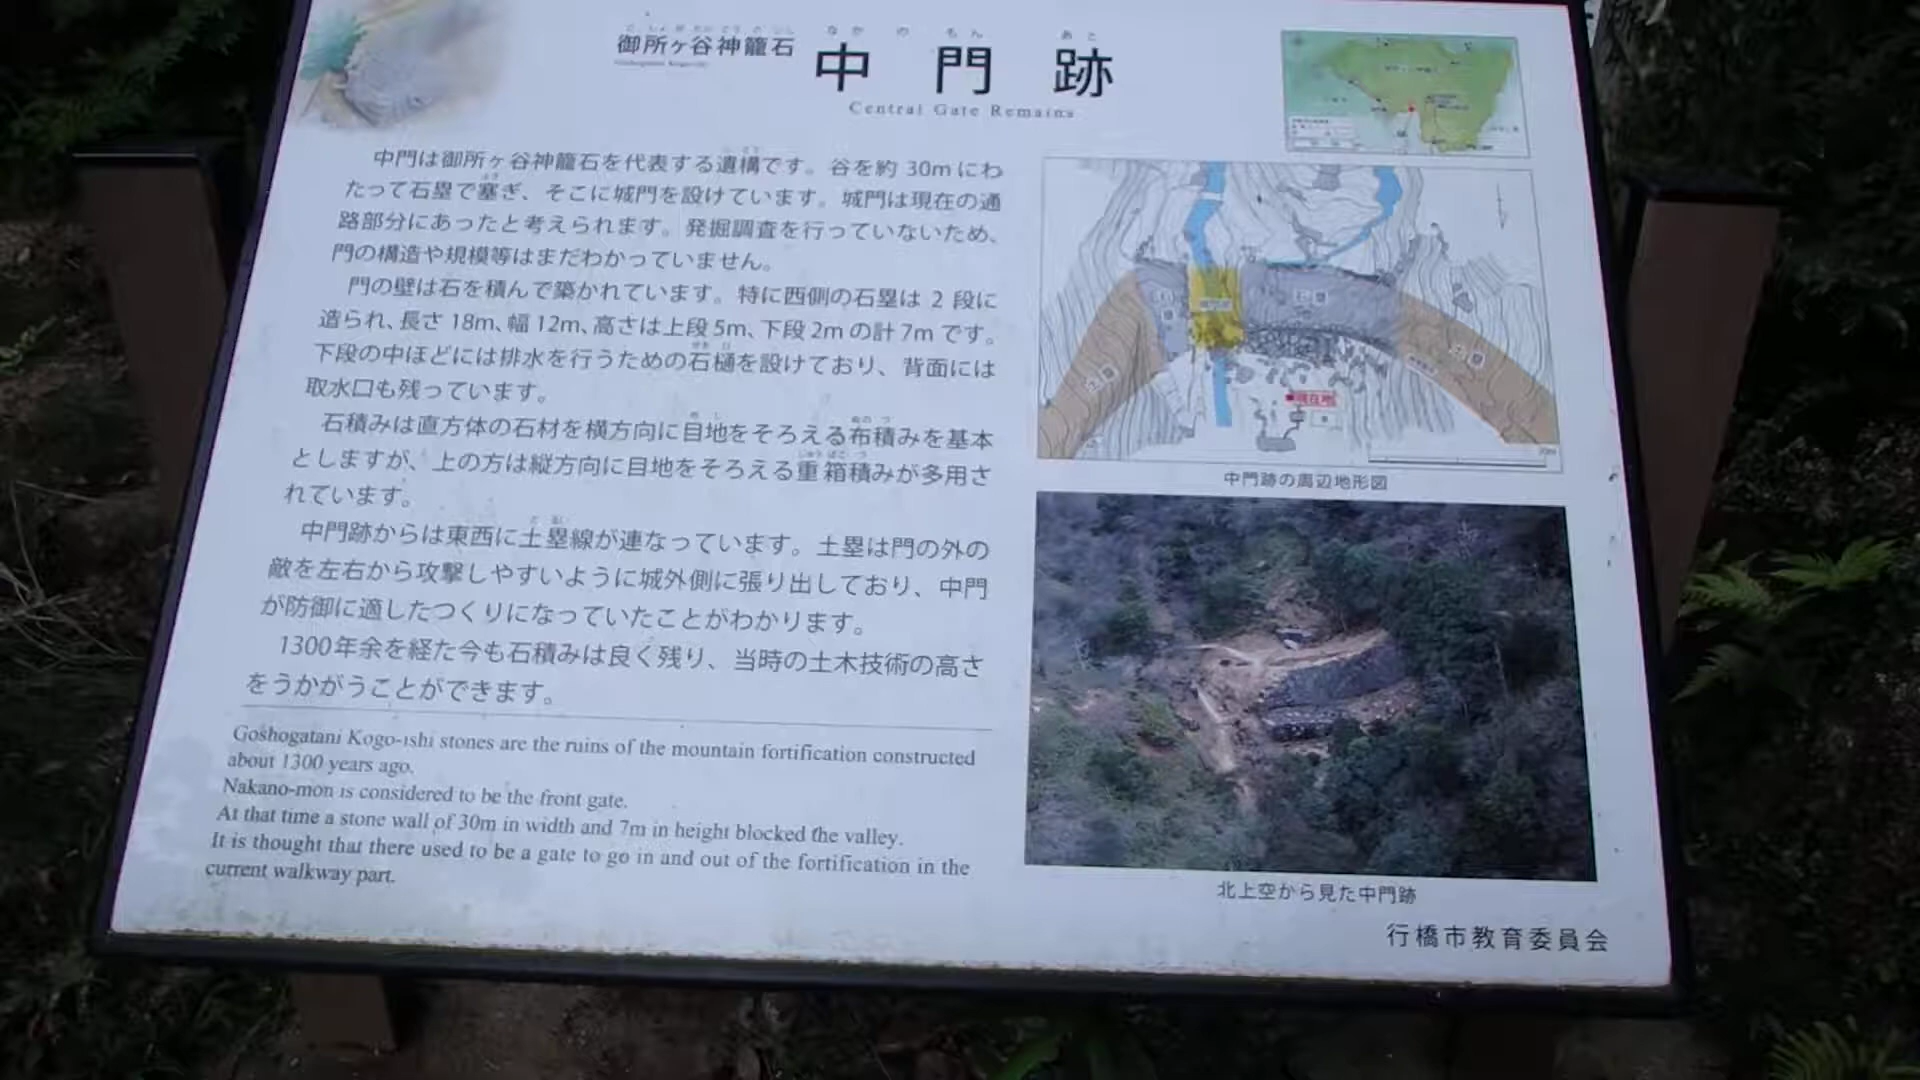 御所ヶ谷神籠石
なかのもんあと
中門跡
Central Gate Remains
中門は御所ヶ谷神籠石を代表する遺構です。谷を約 30m にわ
たって石塁で塞ぎ、そこに城門を設けています。城門は現在の通
路部分にあったと考えられます。発掘調査を行っていないため、
門の構造や規模等はまだわかっていません。
門の壁は石を積んで築かれています。特に西側の石塁は 2 段に
造られ、長さ 18m、幅 12m、高さは上段 5m、下段 2m の計 7m です。
下段の中ほどには排水を行うための石樋を設けており、背面には
取水口も残っています。
石積みは直方体の石材を横方向に目地をそろえる布積みを基本
としますが、上の方は縦方向に目地をそろえる重箱積みが多用さ
れています。
中門跡からは東西に土塁線が連なっています。土塁は門の外の
敵を左右から攻撃しやすいように城外側に張り出しており、中門
が防御に適したつくりになっていたことがわかります。
1300年余を経た今も石積みは良く残り、当時の土木技術の高さ
をうかがうことができます。
Goshogatani Kogo-ishi stones are the ruins of the mountain fortification constructed
about 1300 years ago.
Nakano-mon is considered to be the front gate.
At that time a stone wall of 30m in width and 7m in height blocked the valley.
It is thought that there used to be a gate to go in and out of the fortification in the
current walkway part.
石塁
土塁
土塁
現在地
中門跡の周辺地形図
北上空から見た中門跡
行橋市教育委員会